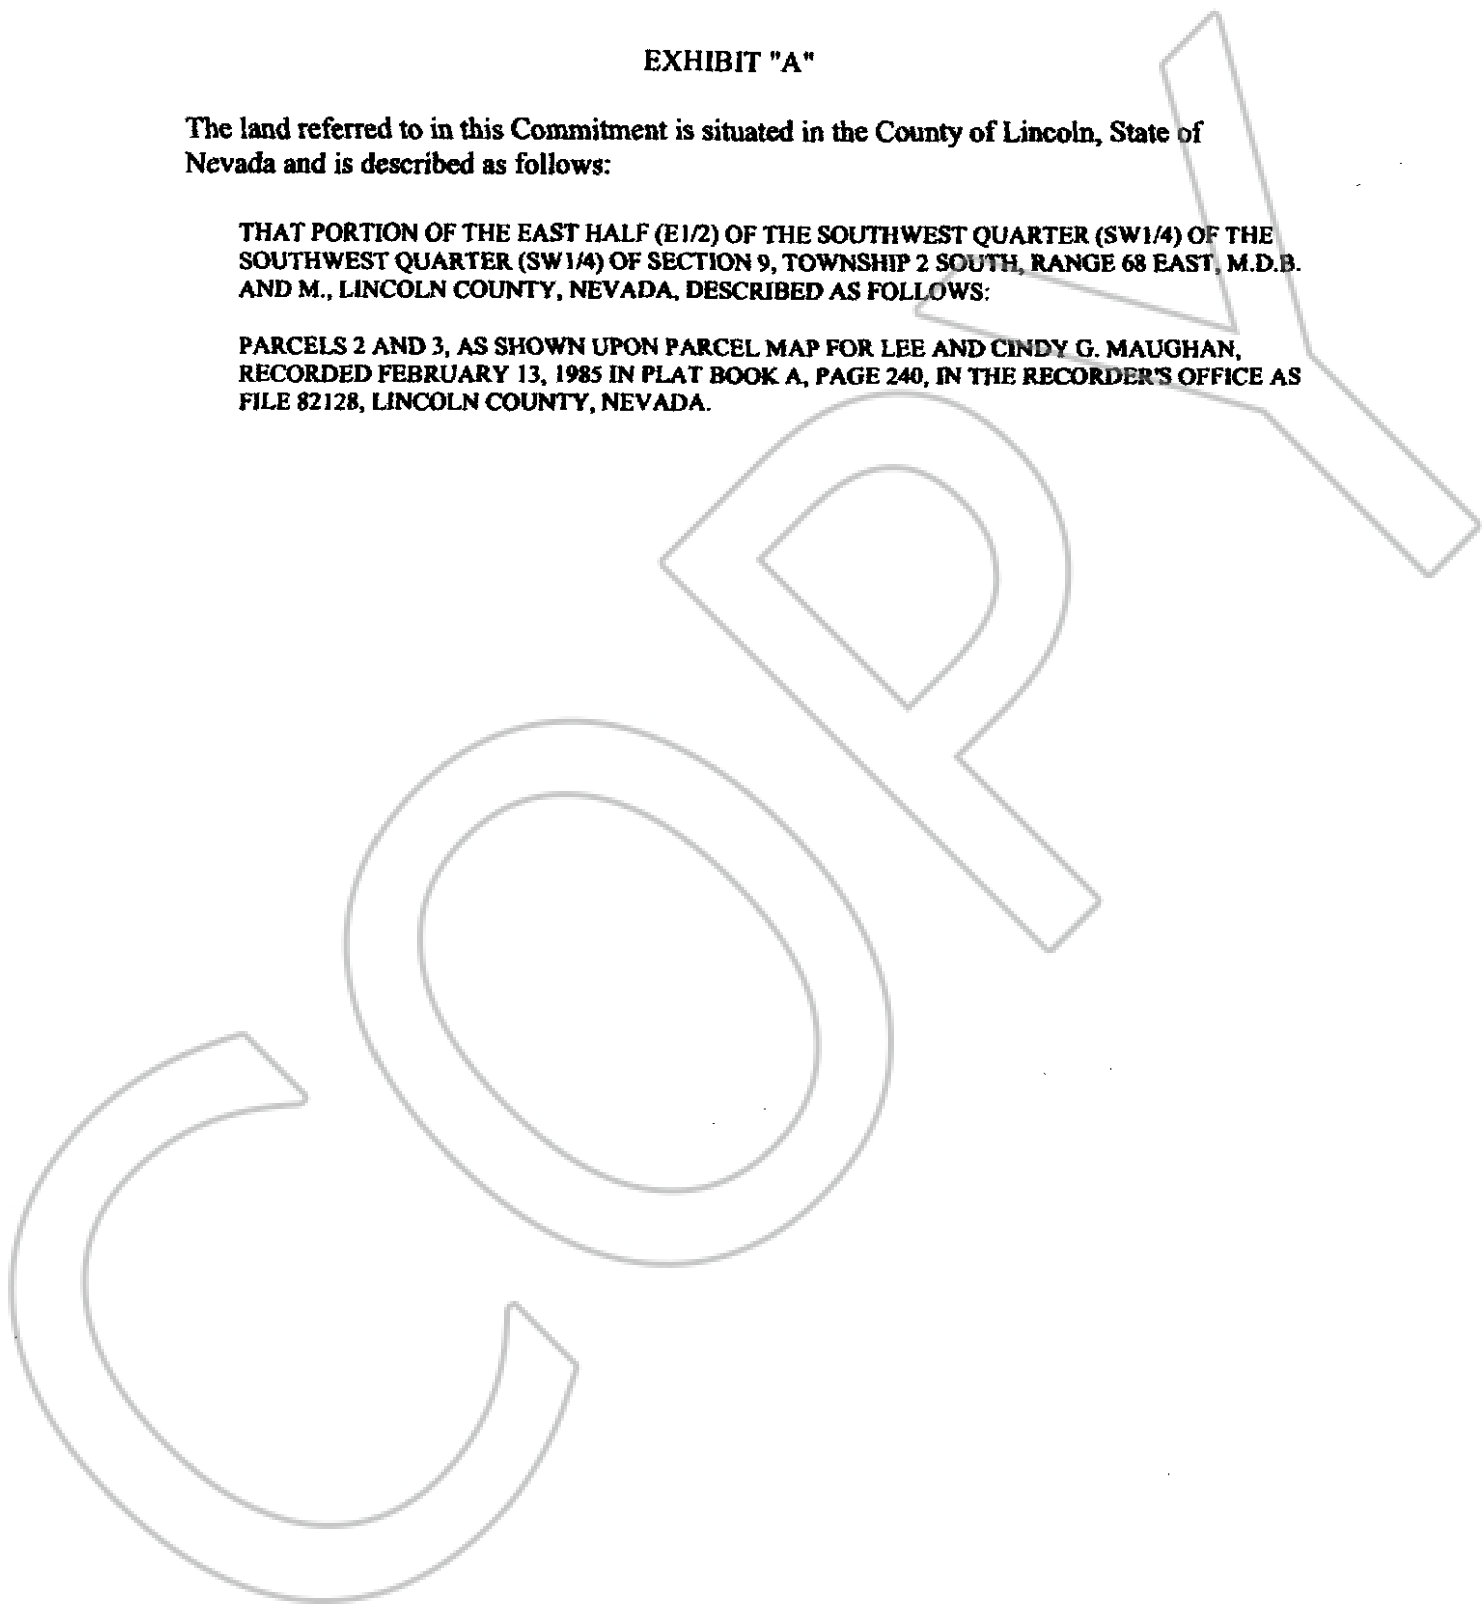 EXHIBIT "A"
The land referred to in this Commitment is situated in the County of Lincoln, State of
Nevada and is described as follows:
THAT PORTION OF THE EAST HALF (E1/2) OF THE SOUTHWEST QUARTER (SW1/4) OF THE
SOUTHWEST QUARTER (SW1/4) OF SECTION 9, TOWNSHIP 2 SOUTH, RANGE 68 EAST, M.D.B.
AND M., LINCOLN COUNTY, NEVADA, DESCRIBED AS FOLLOWS:
PARCELS 2 AND 3, AS SHOWN UPON PARCEL MAP FOR LEE AND CINDY G. MAUGHAN,
RECORDED FEBRUARY 13, 1985 IN PLAT BOOK A, PAGE 240, IN THE RECORDER'S OFFICE AS
FILE 82128, LINCOLN COUNTY, NEVADA.
COPY